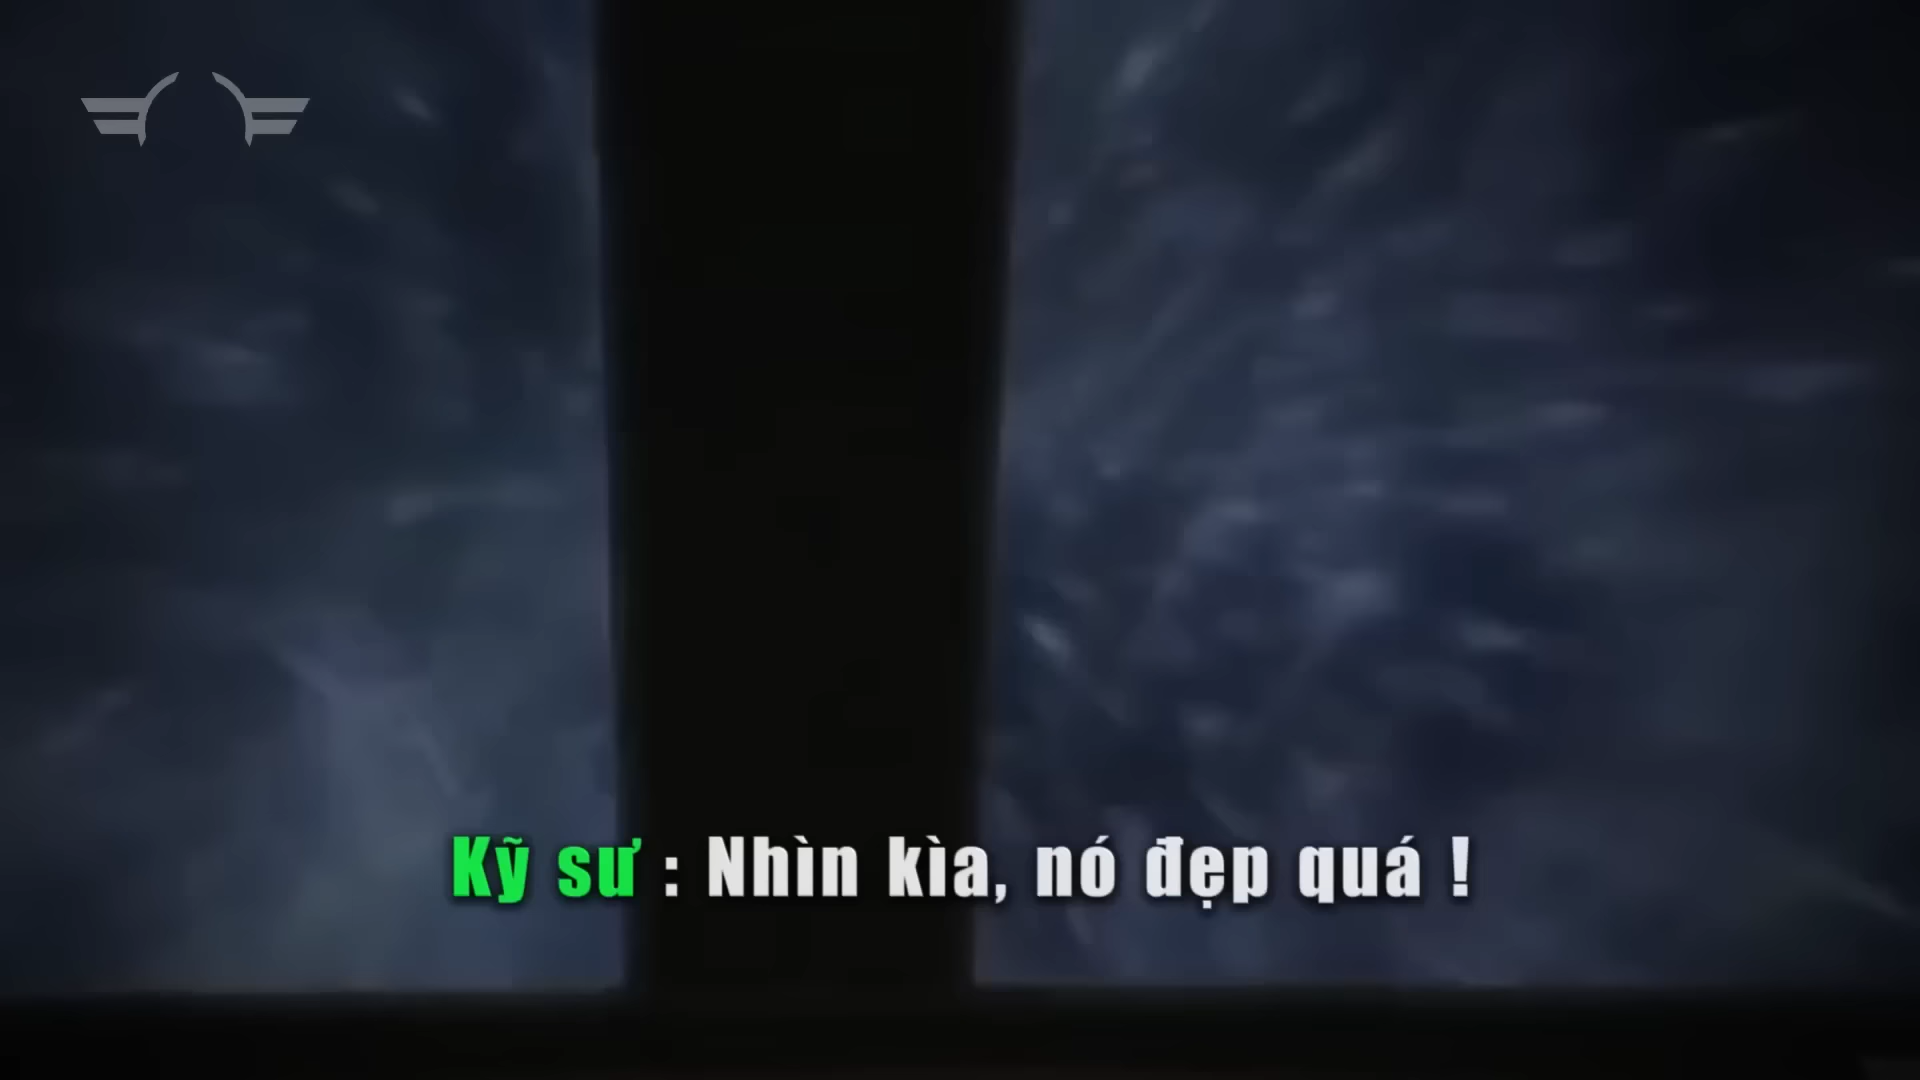 Kỹ sư : Nhìn kìa, nó đẹp quá !